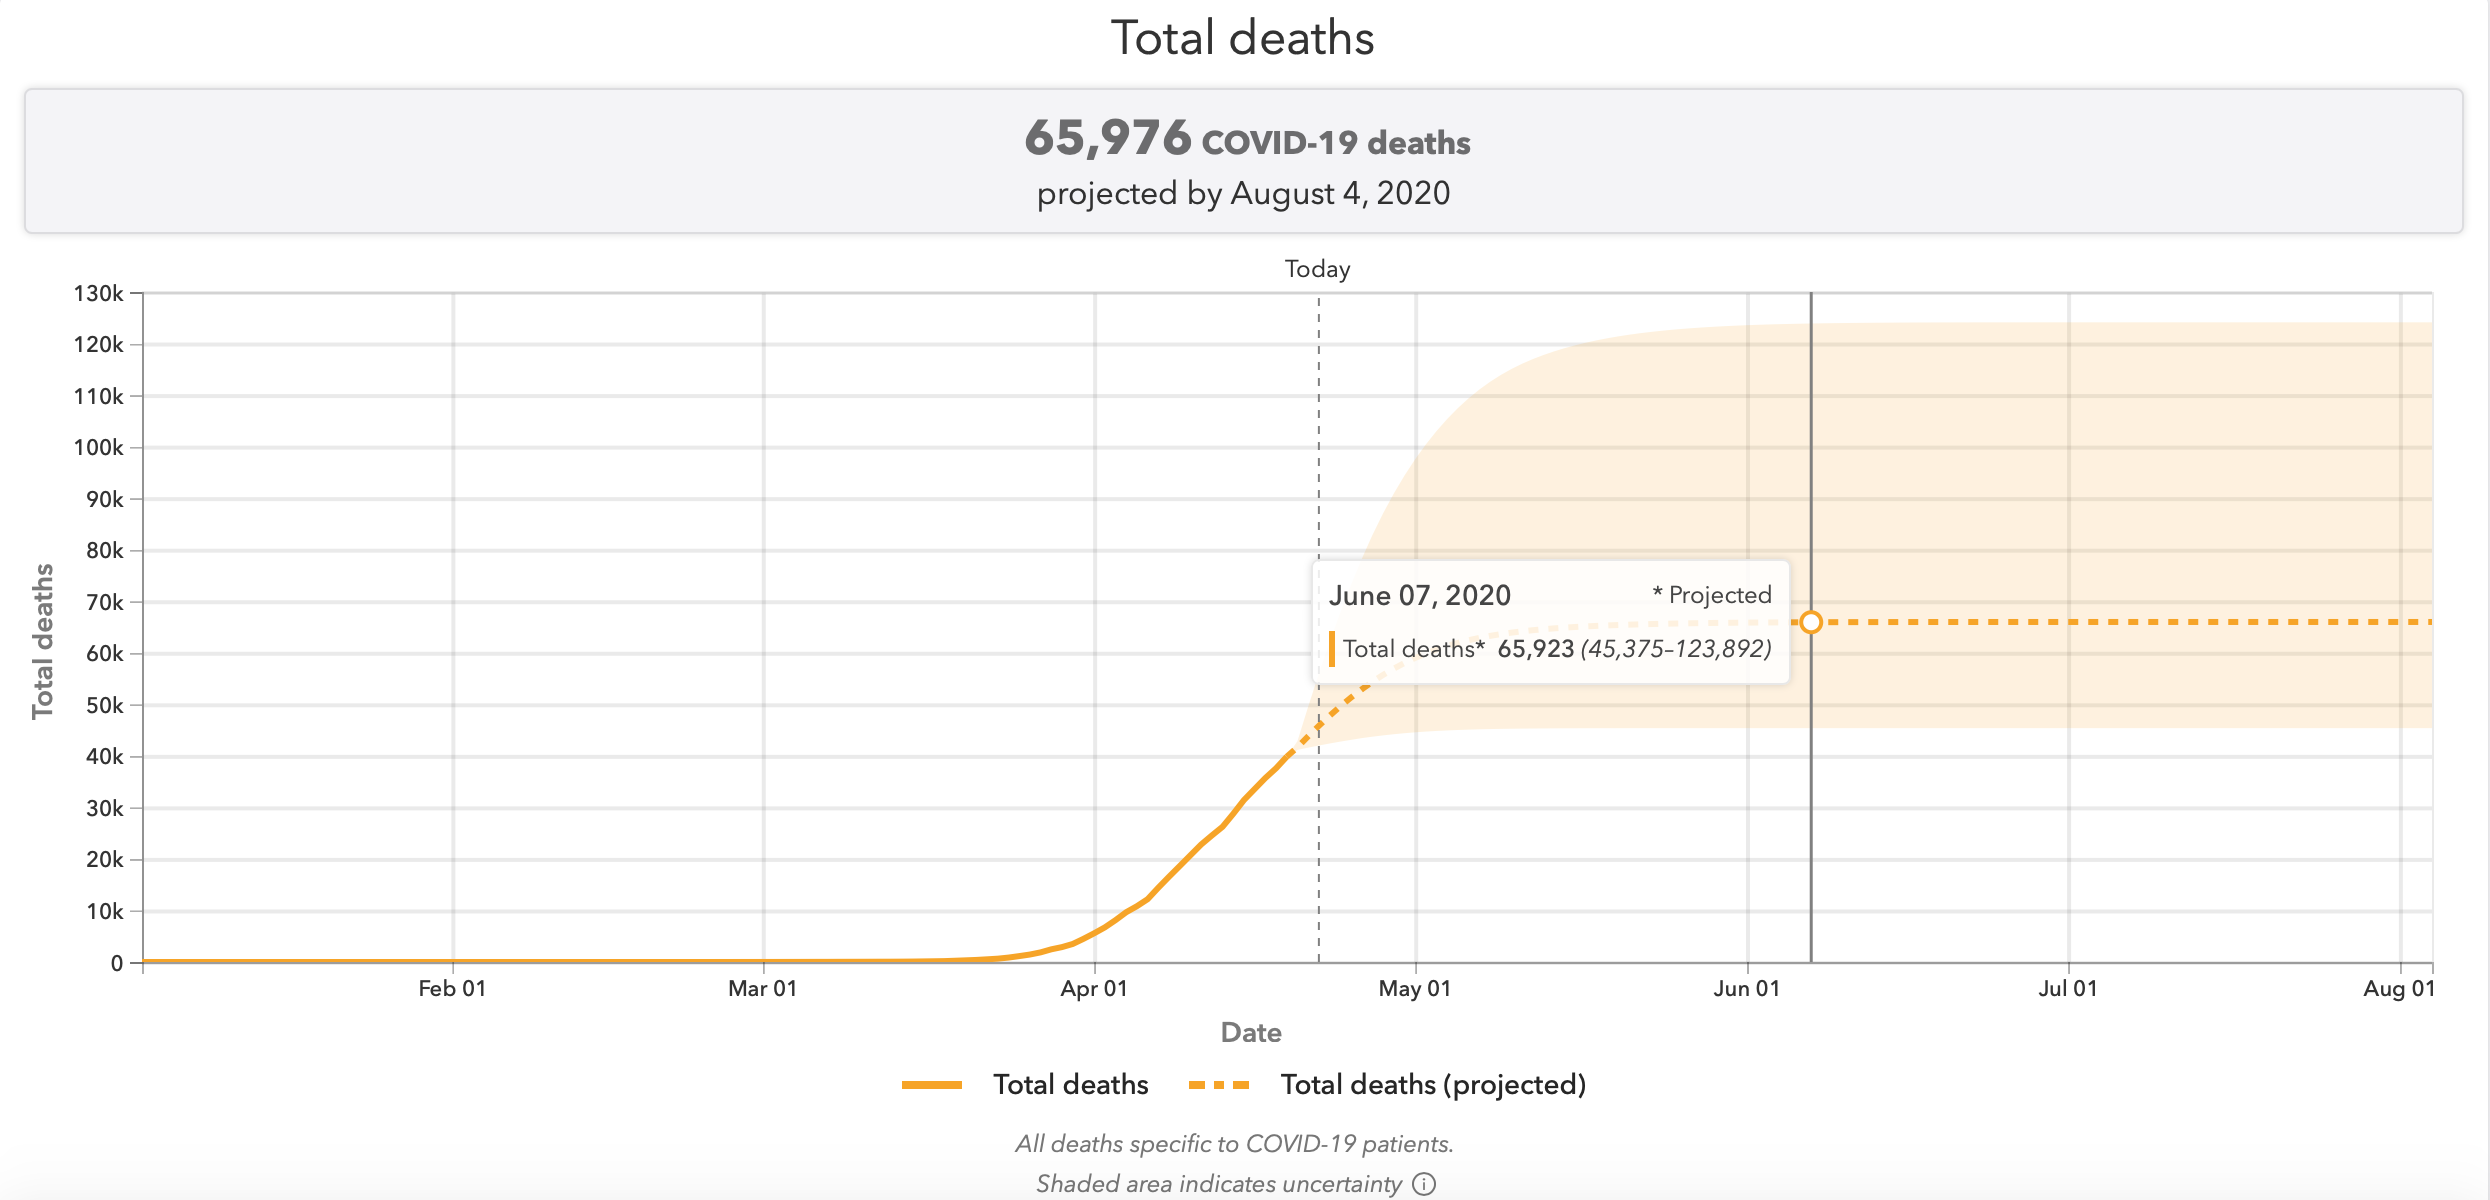 Total deaths
65,976 COVID-19 deaths
projected by August 4, 2020
Today
130k
120k
110k
100k
90k
80k
70k
60k
50k
40k
30k
20k
10k
0
Total deaths
June 07, 2020 * Projected
Total deaths* 65,923 (45,375–123,892)
Feb 01 Mar 01 Apr 01 May 01 Jun 01 Jul 01 Aug 01
Date
Total deaths Total deaths (projected)
All deaths specific to COVID-19 patients.
Shaded area indicates uncertainty